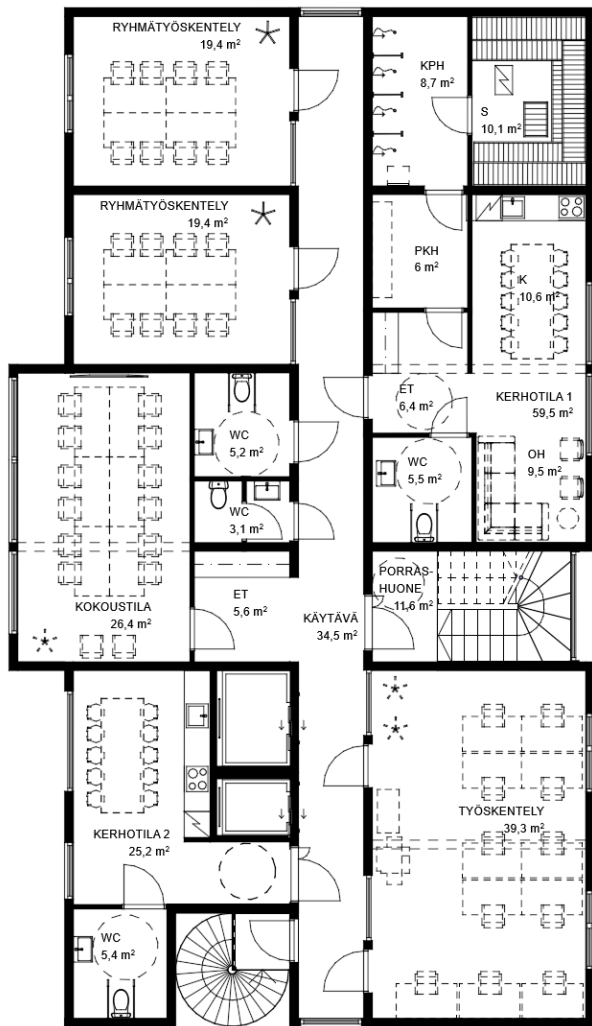 RYHMÄTYÖSKENTELY
19,4 m²
KPH
8,7 m²
S
10,1 m²
RYHMÄTYÖSKENTELY
19,4 m²
PKH
6 m²
K
10,6 m²
ET
6,4 m²
KERHOTILA 1
59,5 m²
WC
5,2 m²
WC
5,5 m²
OH
9,5 m²
WC
3,1 m²
KOKOUSTILA
26,4 m²
ET
5,6 m²
KÄYTÄVÄ
34,5 m²
PORRAS-
HUONE
11,6 m²
TYÖSKENTELY
39,3 m²
KERHOTILA 2
25,2 m²
WC
5,4 m²